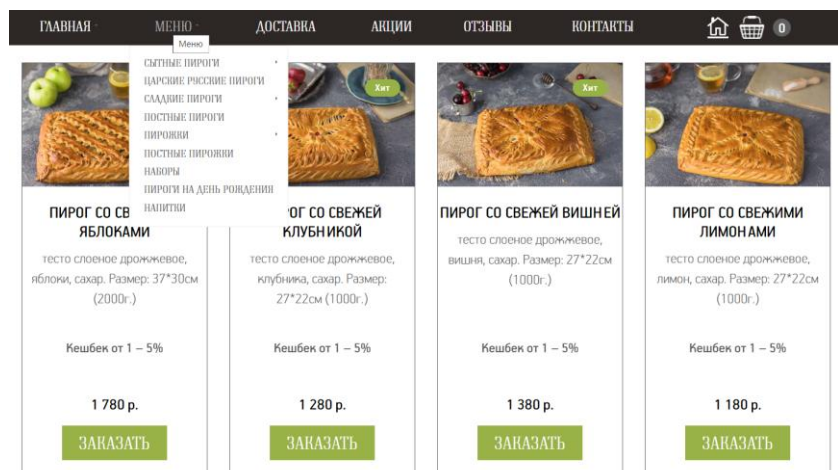 ГЛАВНАЯ МЕНЮ ДОСТАВКА АКЦИИ ОТЗЫВЫ КОНТАКТЫ 0
Меню
СЫТНЫЕ ПИРОГИ
ЦАРСКИЕ РУССКИЕ ПИРОГИ
СЛАДКИЕ ПИРОГИ
ПОСТНЫЕ ПИРОГИ
ПИРОЖКИ
ПОСТНЫЕ ПИРОЖКИ
НАБОРЫ
ПИРОГИ НА ДЕНЬ РОЖДЕНИЯ
НАПИТКИ
ПИРОГ СО СВ
ЯБЛОКАМИ
тесто слоеное дрожжевое,
яблоки, сахар. Размер: 37*30см
(2000г.)
Кешбек от 1 – 5%
1 780 р.
ЗАКАЗАТЬ
Хит
ОГ СО СВЕЖЕЙ
КЛУБНИКОЙ
тесто слоеное дрожжевое,
клубника, сахар. Размер:
27*22см (1000г.)
Кешбек от 1 – 5%
1 280 р.
ЗАКАЗАТЬ
Хит
ПИРОГ СО СВЕЖЕЙ ВИШНЕЙ
тесто слоеное дрожжевое,
вишня, сахар. Размер: 27*22см
(1000г.)
Кешбек от 1 – 5%
1 380 р.
ЗАКАЗАТЬ
ПИРОГ СО СВЕЖИМИ
ЛИМОНАМИ
тесто слоеное дрожжевое,
лимон, сахар. Размер: 27*22см
(1000г.)
Кешбек от 1 – 5%
1 180 р.
ЗАКАЗАТЬ